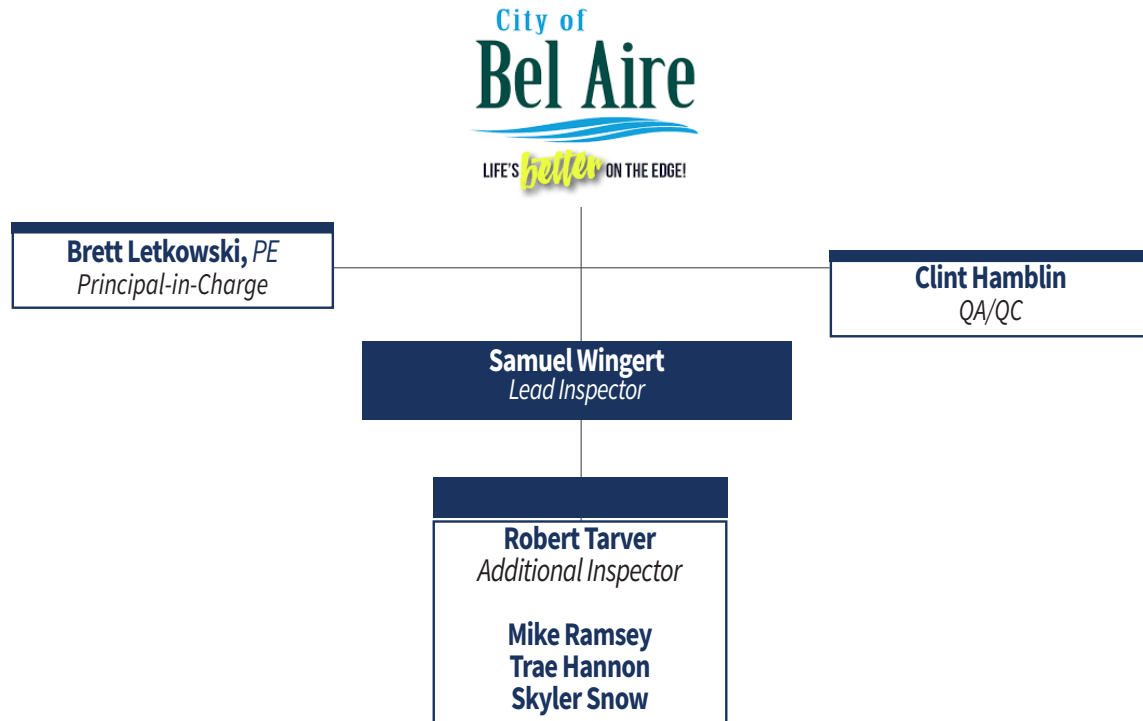 City of
Bel Aire
LIFE'S better ON THE EDGE!
Brett Letkowski, PE
Principal-in-Charge
Clint Hamblin
QA/QC
Samuel Wingert
Lead Inspector
Robert Tarver
Additional Inspector
Mike Ramsey
Trae Hannon
Skyler Snow